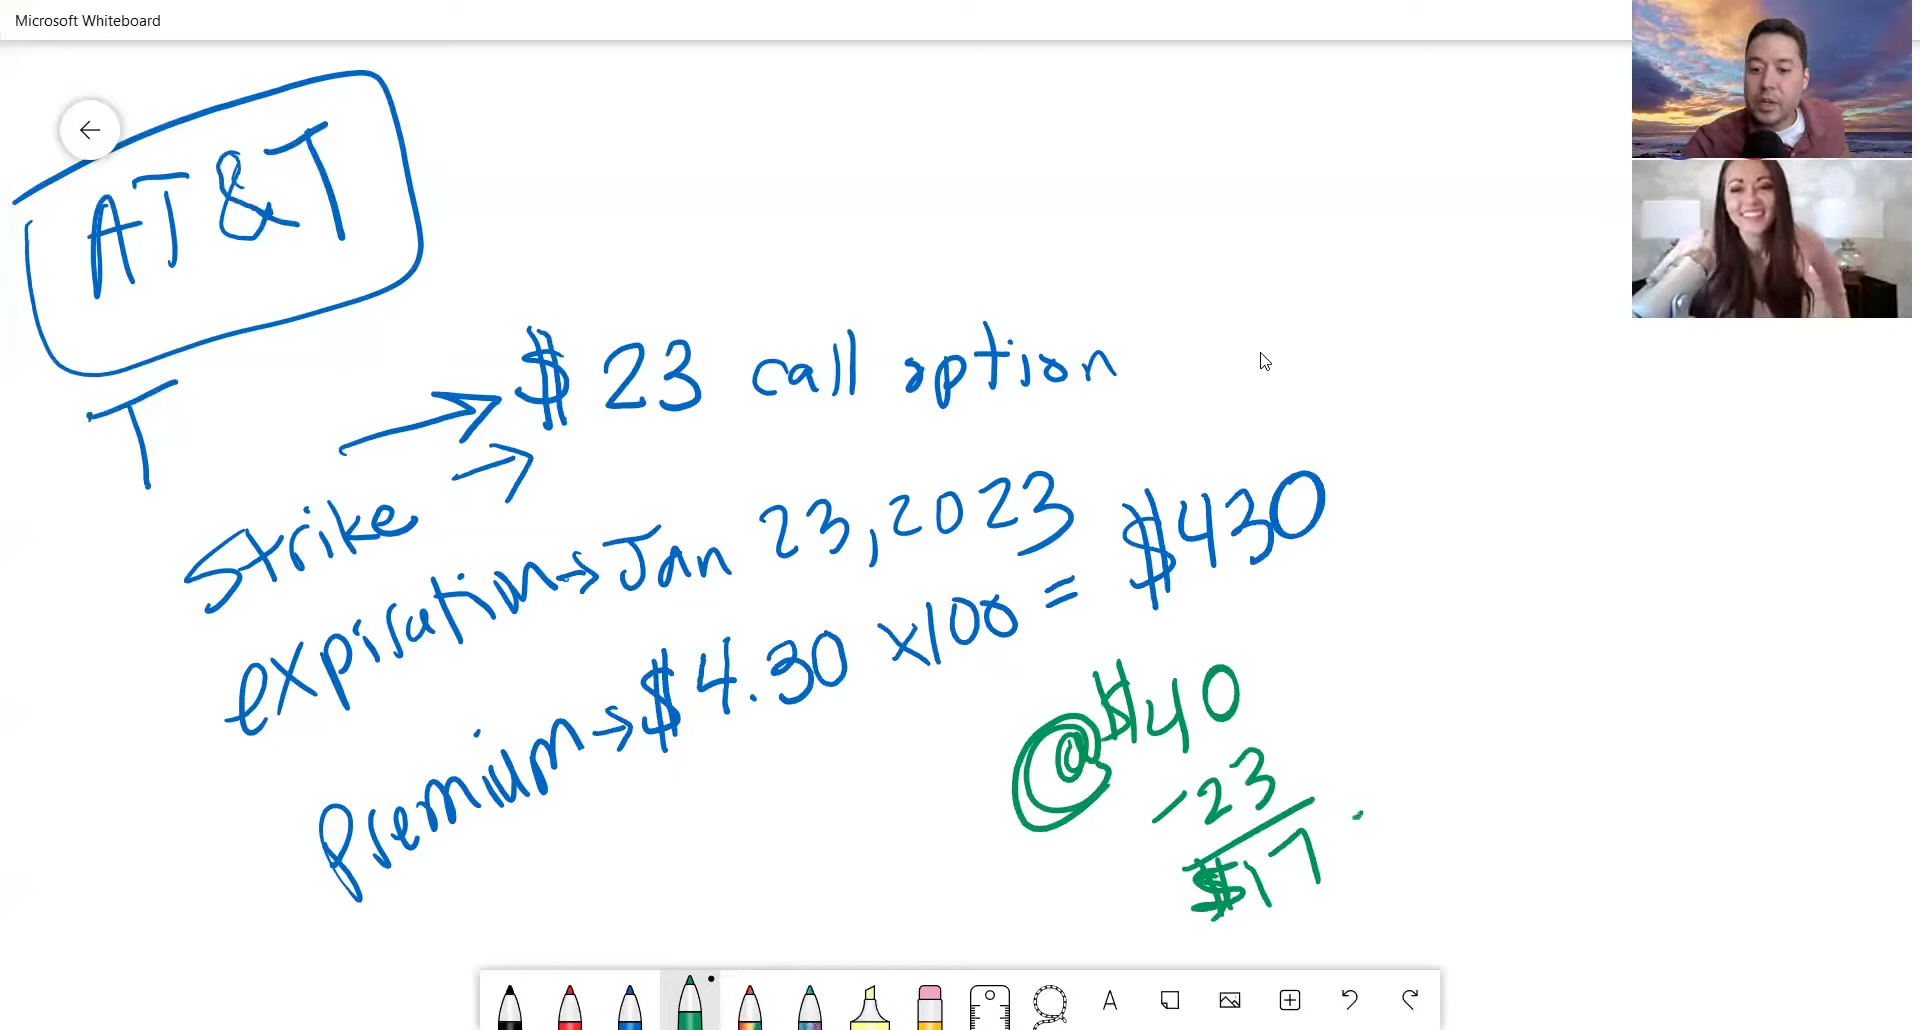 Microsoft Whiteboard
AT&T
T
$ 23 call option
Strike
expiration Jan 23, 2023
Premium $4.30 x100 = $430
$40
-23
$17
A